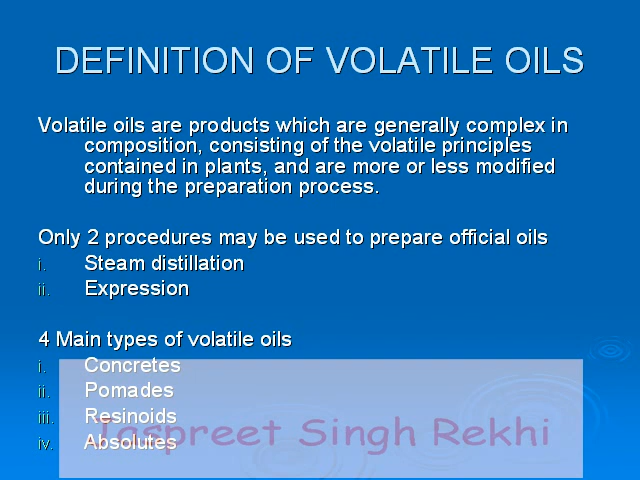 DEFINITION OF VOLATILE OILS
Volatile oils are products which are generally complex in
composition, consisting of the volatile principles
contained in plants, and are more or less modified
during the preparation process.
Only 2 procedures may be used to prepare official oils
i. Steam distillation
ii. Expression
4 Main types of volatile oils
i. Concretes
ii. Pomades
iii. Resinoids
iv. Absolutes
Jaspreet Singh Rekhi